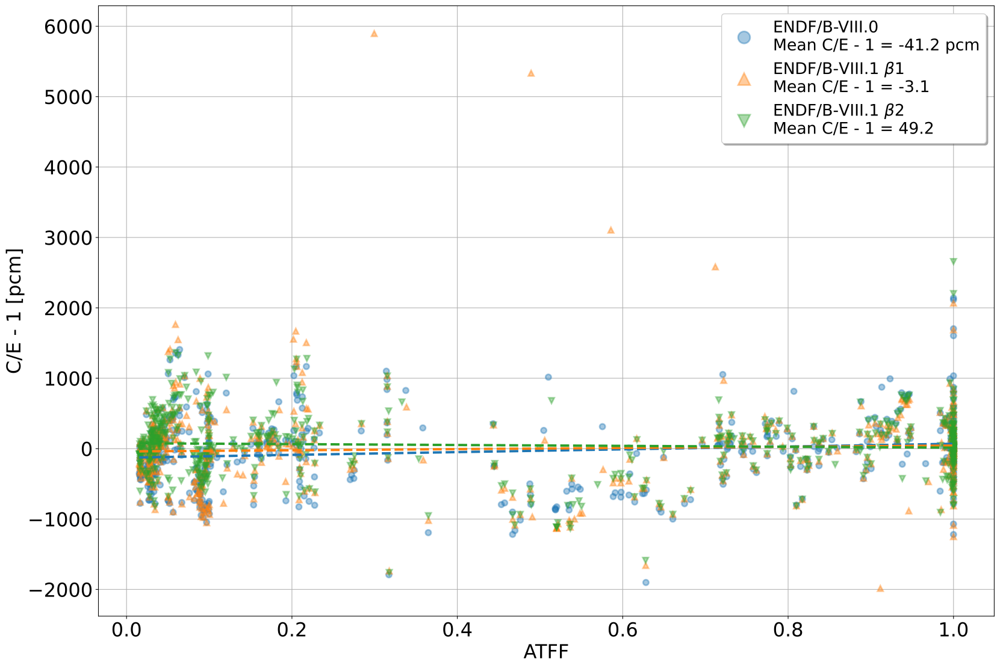 ENDF/B-VIII.0
Mean C/E - 1 = -41.2 pcm
ENDF/B-VIII.1 β1
Mean C/E - 1 = -3.1
ENDF/B-VIII.1 β2
Mean C/E - 1 = 49.2
C/E - 1 [pcm]
6000
5000
4000
3000
2000
1000
0
−1000
−2000
0.0 0.2 0.4 0.6 0.8 1.0
ATFF